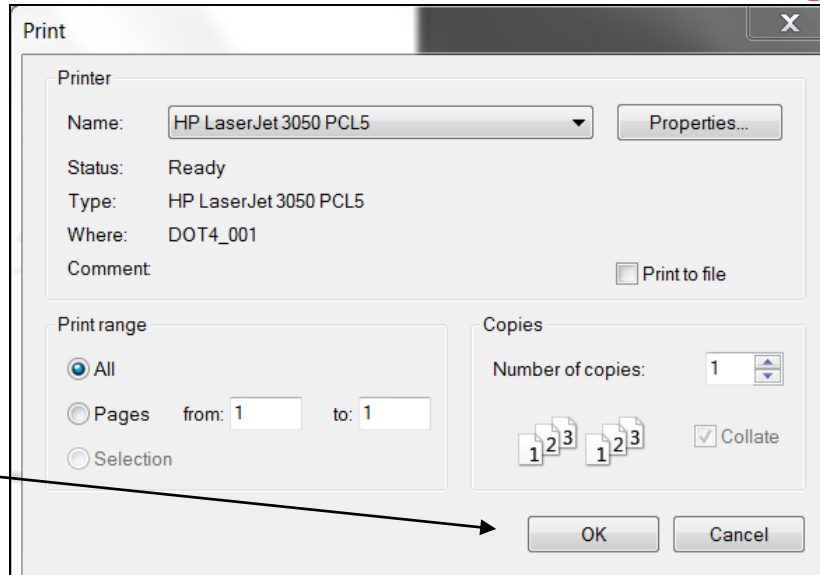 Print X
Printer
Name: HP LaserJet 3050 PCL5 Properties...
Status: Ready
Type: HP LaserJet 3050 PCL5
Where: DOT4_001
Comment:
Print to file
Print range
All
Pages from: 1 to: 1
Selection
Copies
Number of copies: 1
1 2 3 1 2 3 Collate
OK Cancel